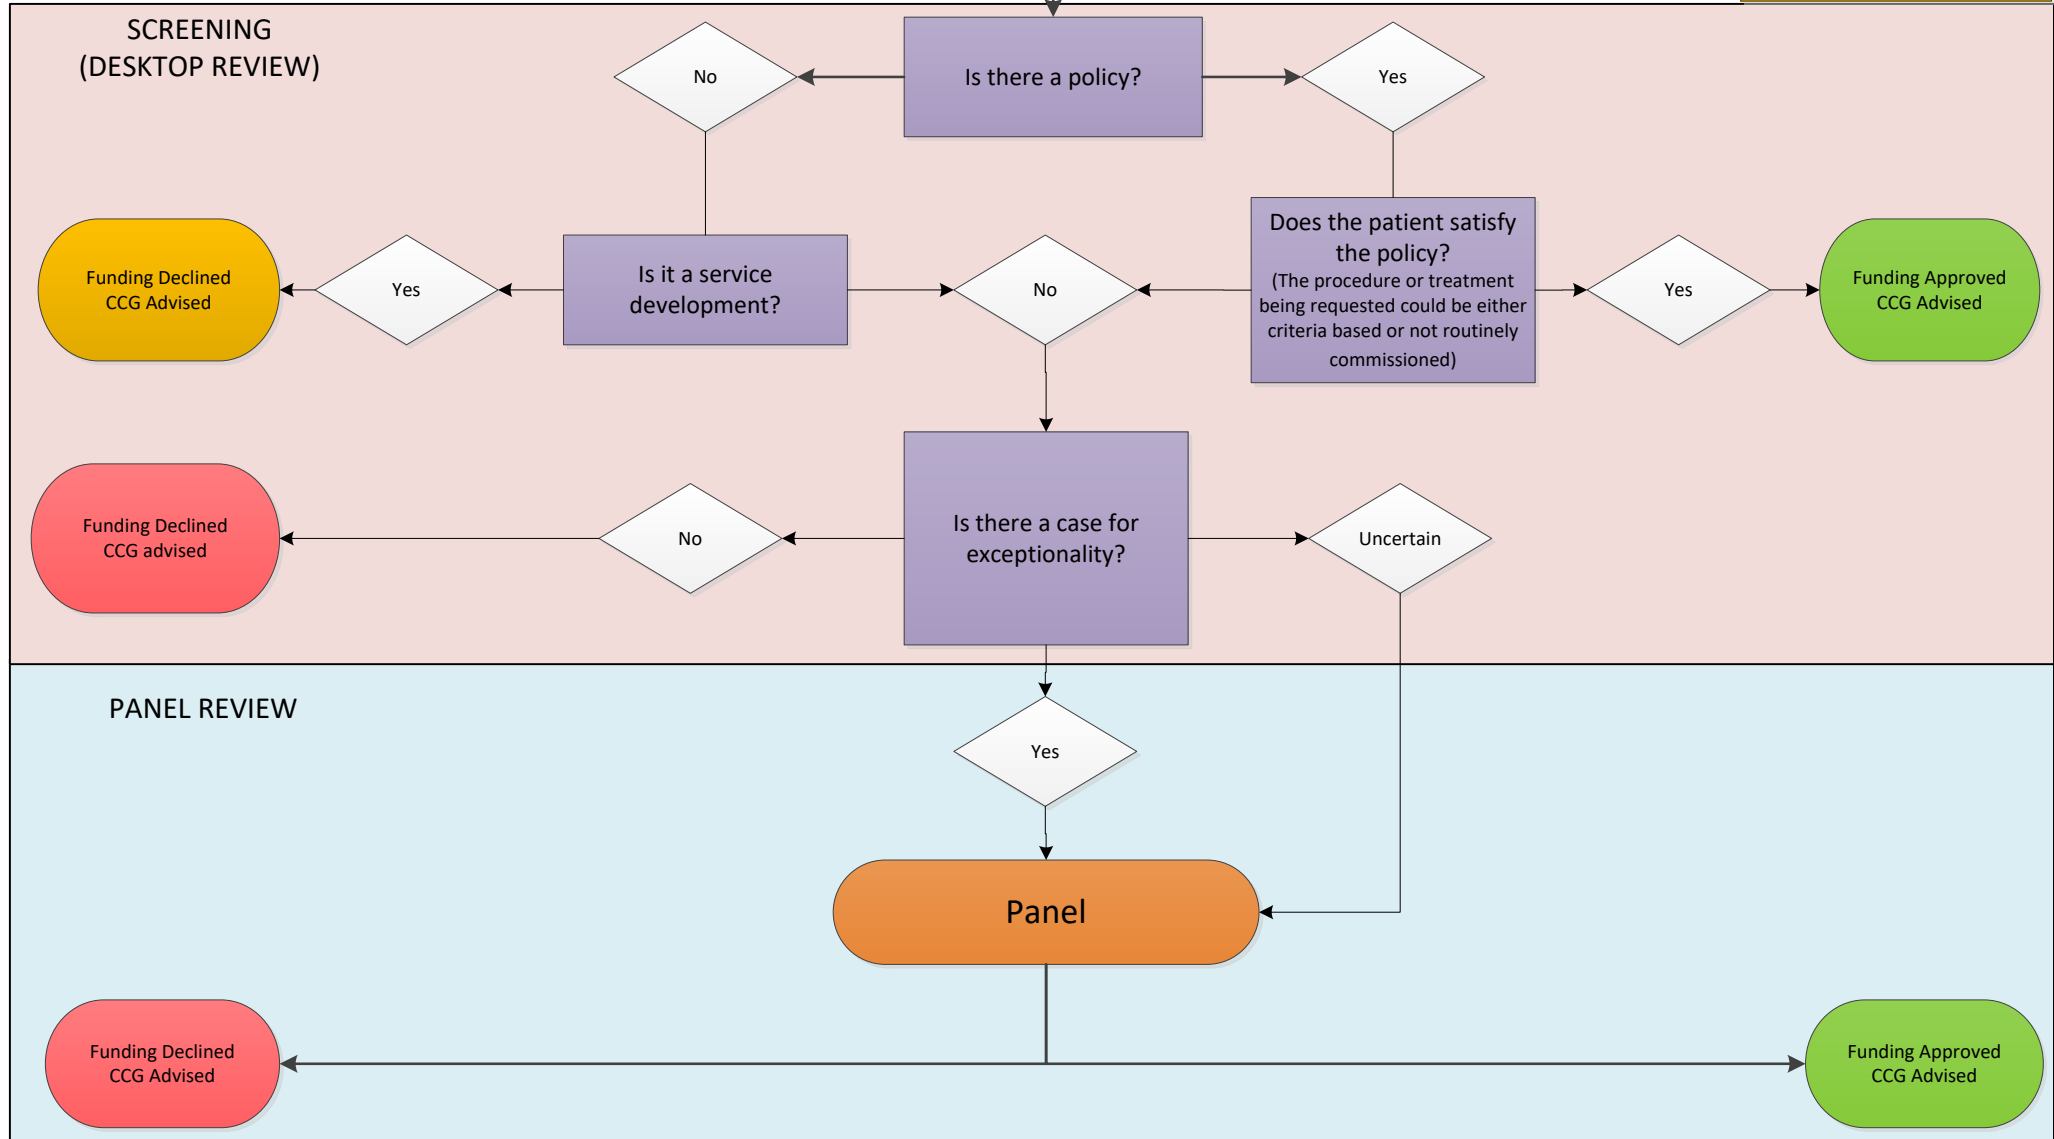 SCREENING
(DESKTOP REVIEW)
No
Is there a policy?
Yes
Funding Declined
CCG Advised
Yes
Is it a service
development?
No
Does the patient satisfy
the policy?
(The procedure or treatment
being requested could be either
criteria based or not routinely
commissioned)
Yes
Funding Approved
CCG Advised
Funding Declined
CCG advised
No
Is there a case for
exceptionality?
Uncertain
PANEL REVIEW
Yes
Panel
Funding Declined
CCG Advised
Funding Approved
CCG Advised